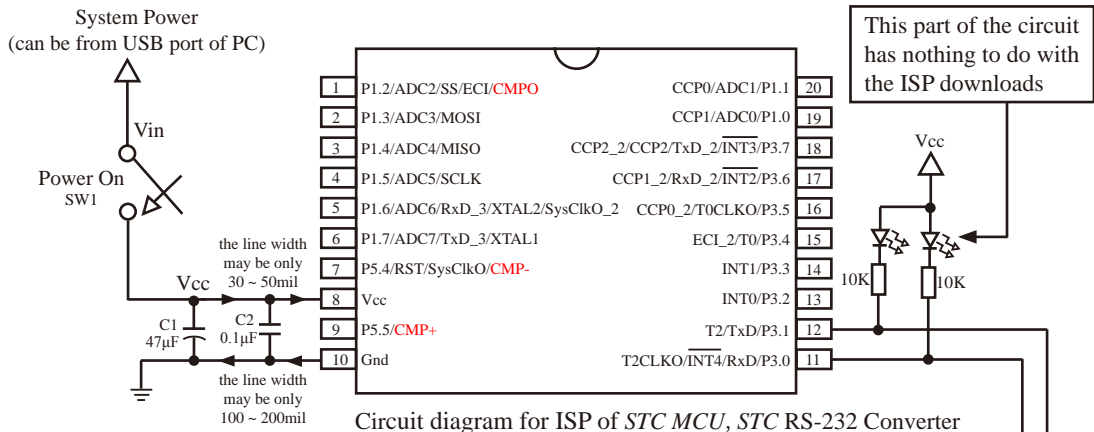 System Power
(can be from USB port of PC)
Vin
Power On
SW1
the line width
may be only
30 ~ 50mil
Vcc
C1
47μF
C2
0.1μF
the line width
may be only
100 ~ 200mil
1 P1.2/ADC2/SS/ECI/CMPO
2 P1.3/ADC3/MOSI
3 P1.4/ADC4/MISO
4 P1.5/ADC5/SCLK
5 P1.6/ADC6/RxD_3/XTAL2/SysClkO_2
6 P1.7/ADC7/TxD_3/XTAL1
7 P5.4/RST/SysClkO/CMP-
8 Vcc
9 P5.5/CMP+
10 Gnd
CCP0/ADC1/P1.1 20
CCP1/ADC0/P1.0 19
CCP2_2/CCP2/TxD_2/INT3/P3.7 18
CCP1_2/RxD_2/INT2/P3.6 17
CCP0_2/T0CLKO/P3.5 16
ECI_2/T0/P3.4 15
INT1/P3.3 14
INT0/P3.2 13
T2/TxD/P3.1 12
T2CLKO/INT4/RxD/P3.0 11
This part of the circuit
has nothing to do with
the ISP downloads
Vcc
10K
10K
Circuit diagram for ISP of STC MCU, STC RS-232 Converter